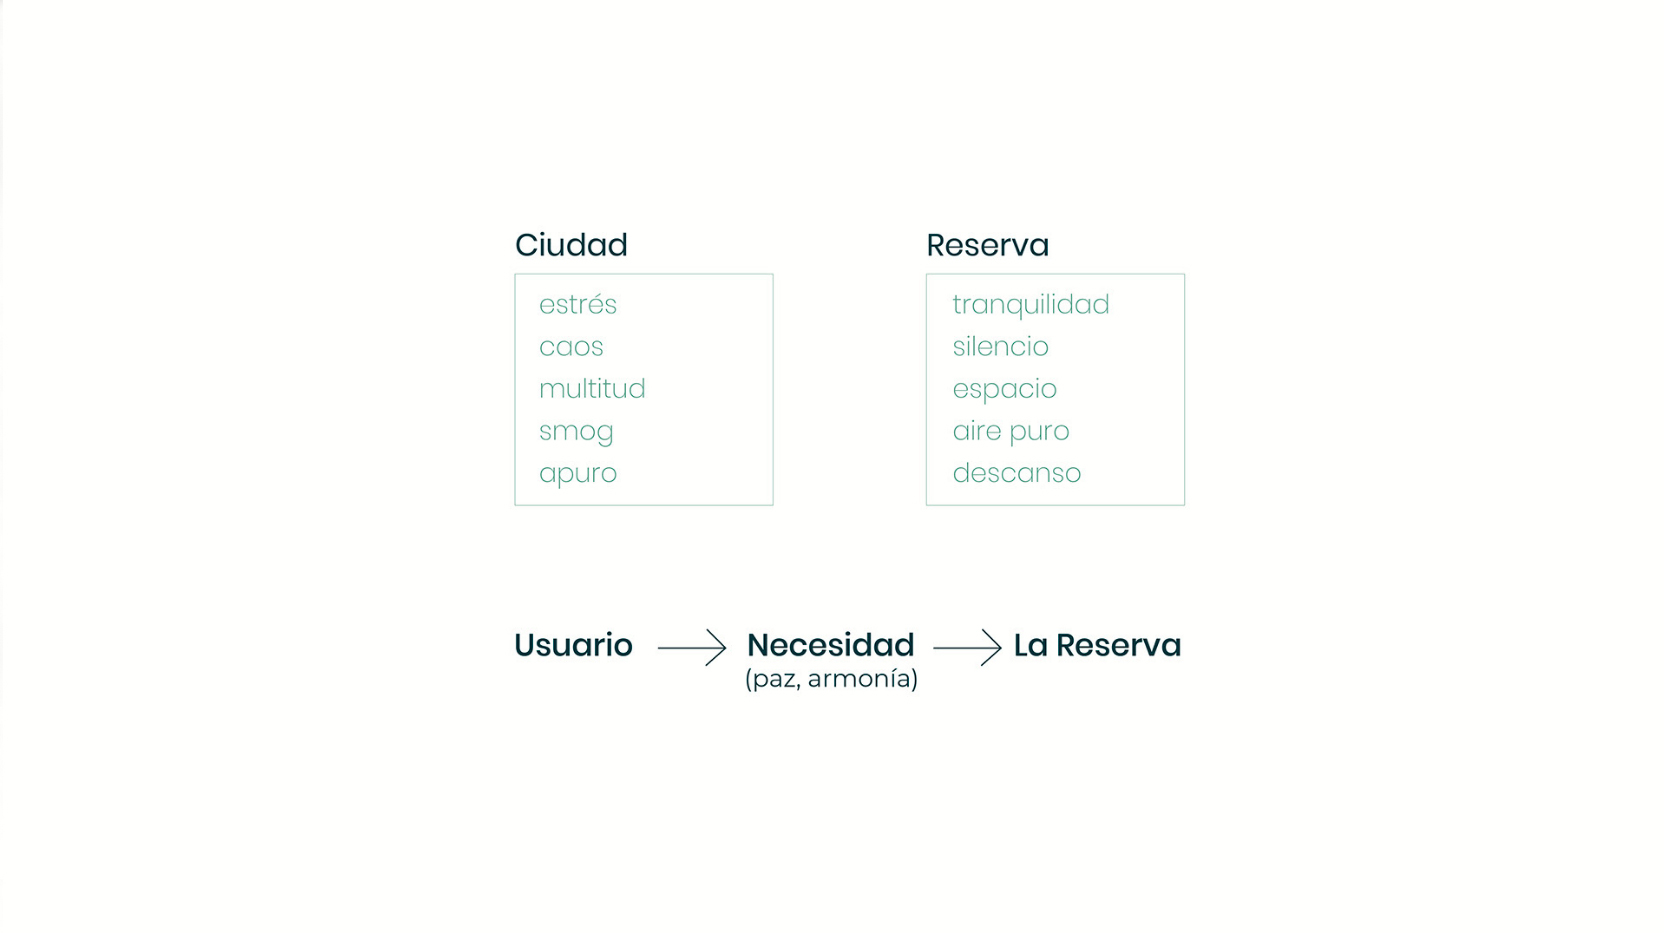 Ciudad
estrés
caos
multitud
smog
apuro
Reserva
tranquilidad
silencio
espacio
aire puro
descanso
Usuario → Necesidad → La Reserva
(paz, armonía)